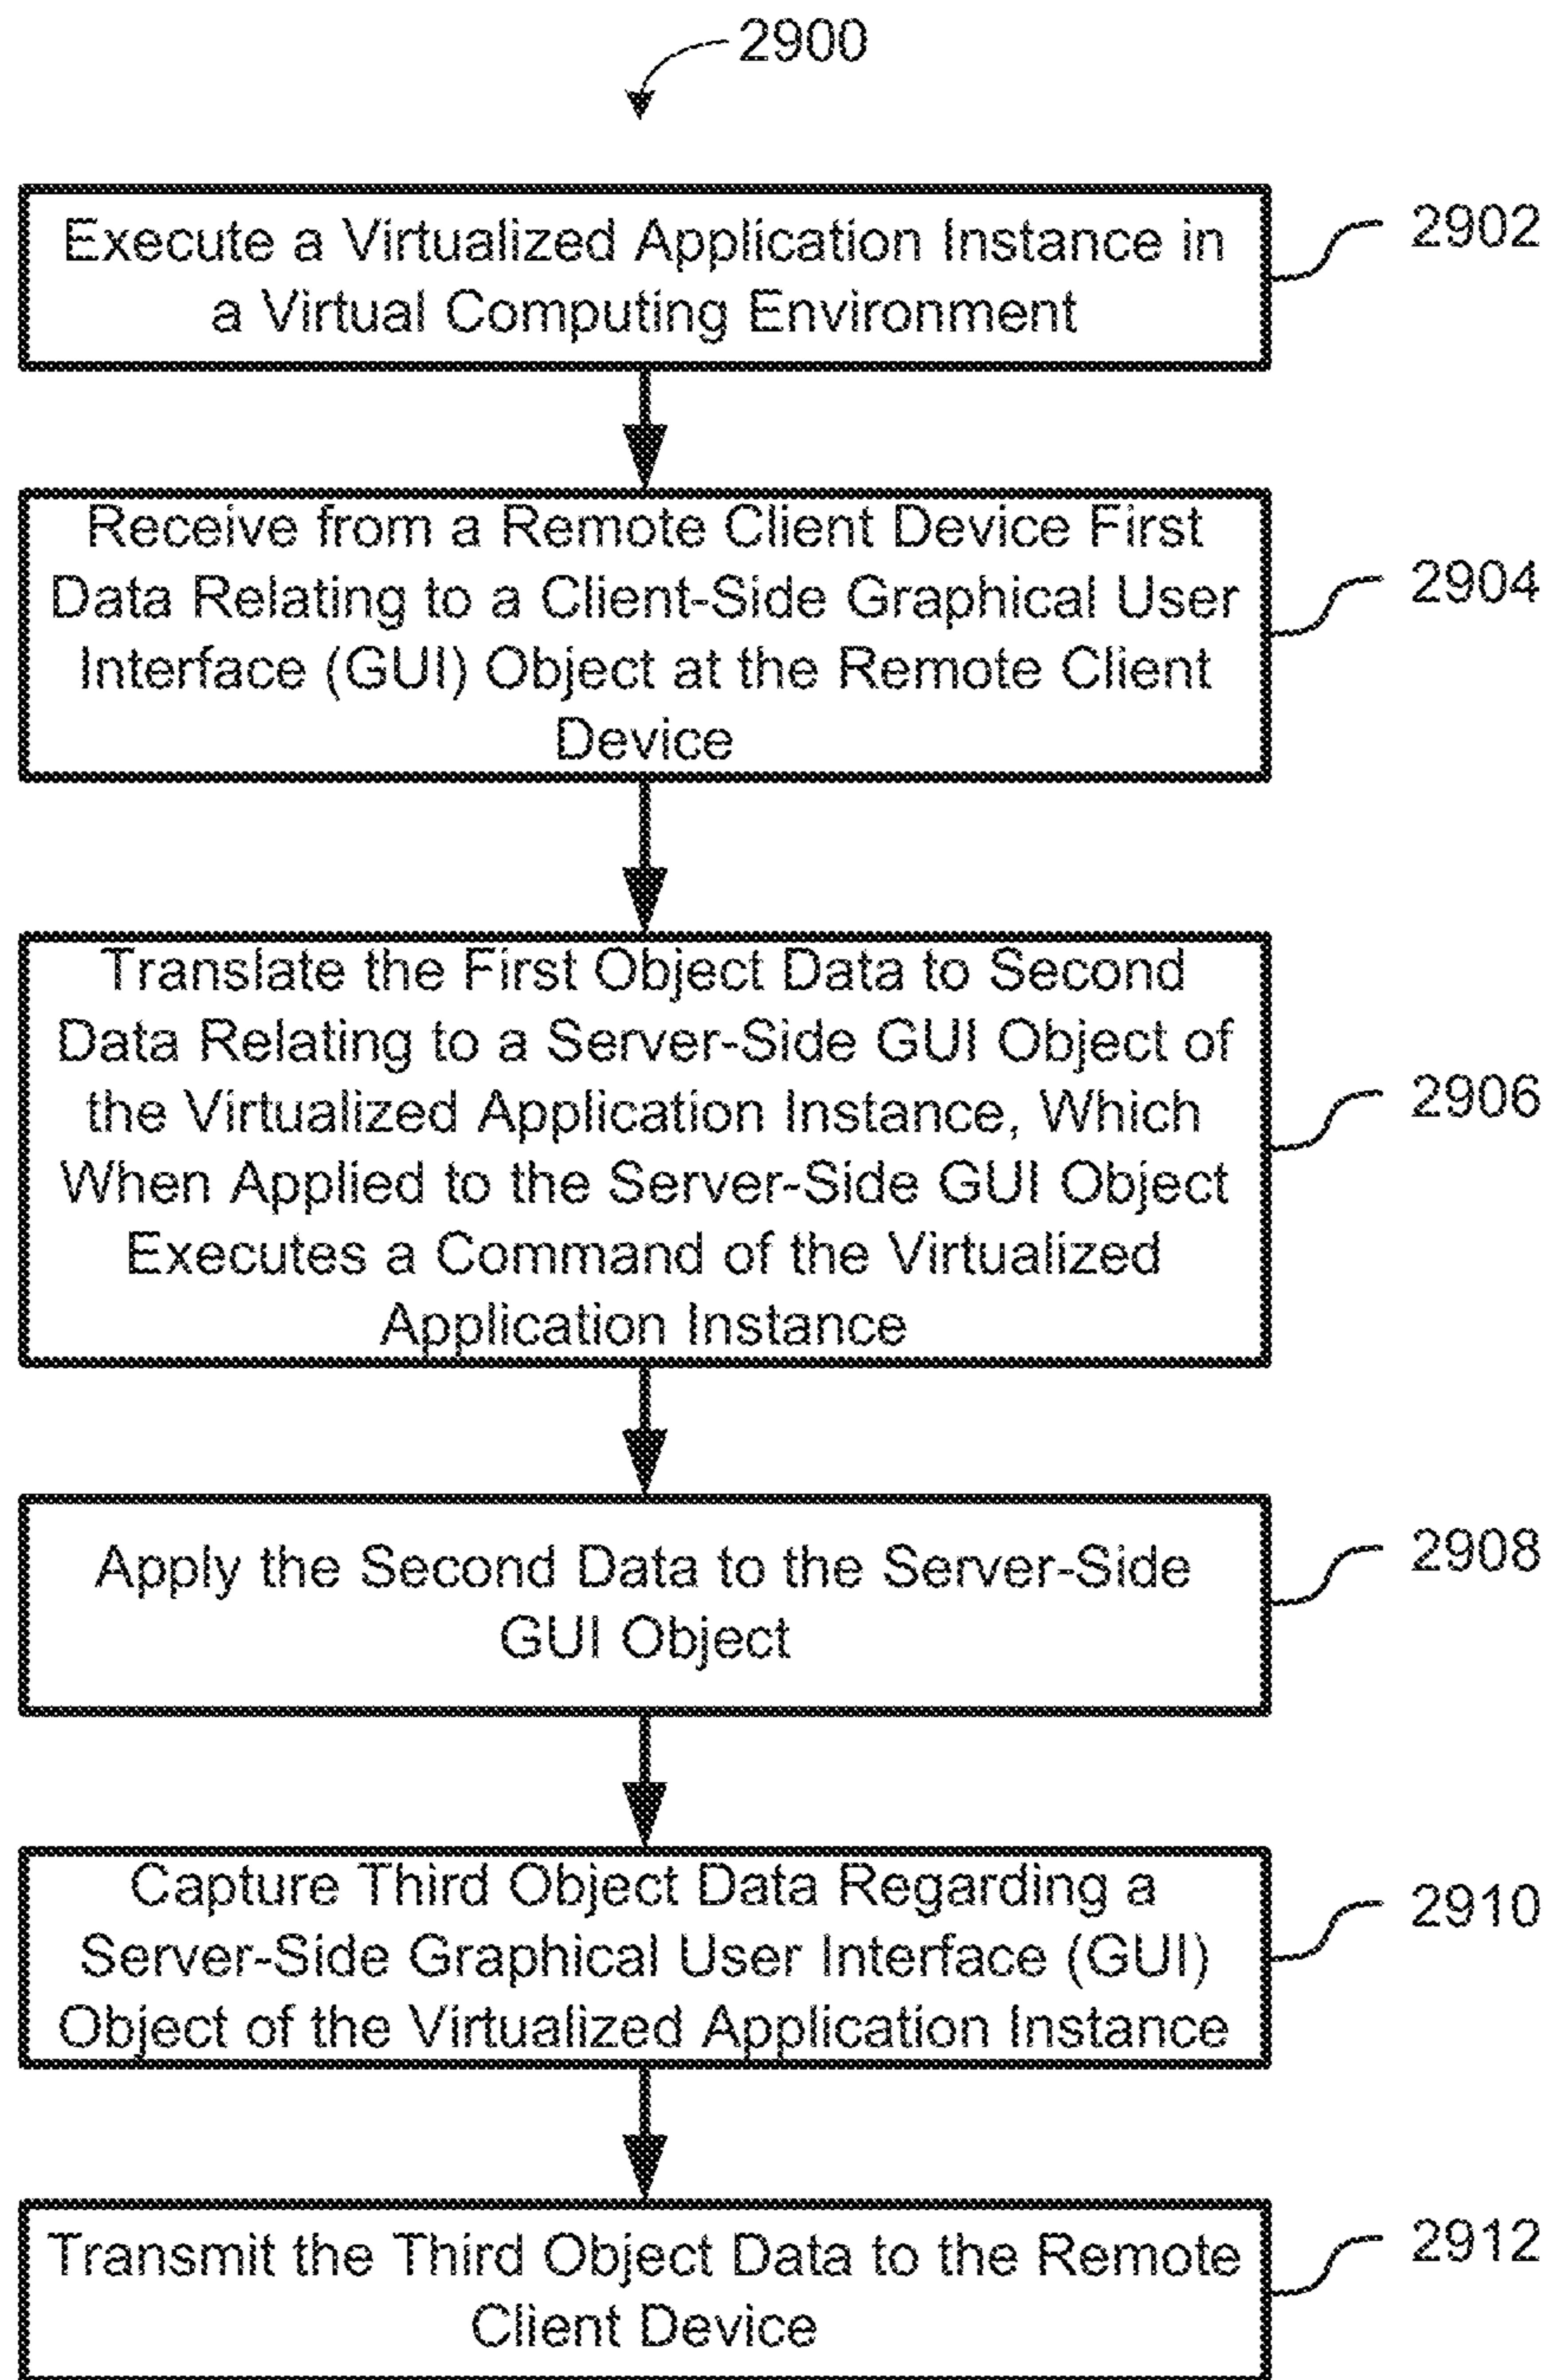 2900
Execute a Virtualized Application Instance in
a Virtual Computing Environment
2902
Receive from a Remote Client Device First
Data Relating to a Client-Side Graphical User
Interface (GUI) Object at the Remote Client
Device
2904
Translate the First Object Data to Second
Data Relating to a Server-Side GUI Object of
the Virtualized Application Instance, Which
When Applied to the Server-Side GUI Object
Executes a Command of the Virtualized
Application Instance
2906
Apply the Second Data to the Server-Side
GUI Object
2908
Capture Third Object Data Regarding a
Server-Side Graphical User Interface (GUI)
Object of the Virtualized Application Instance
2910
Transmit the Third Object Data to the Remote
Client Device
2912